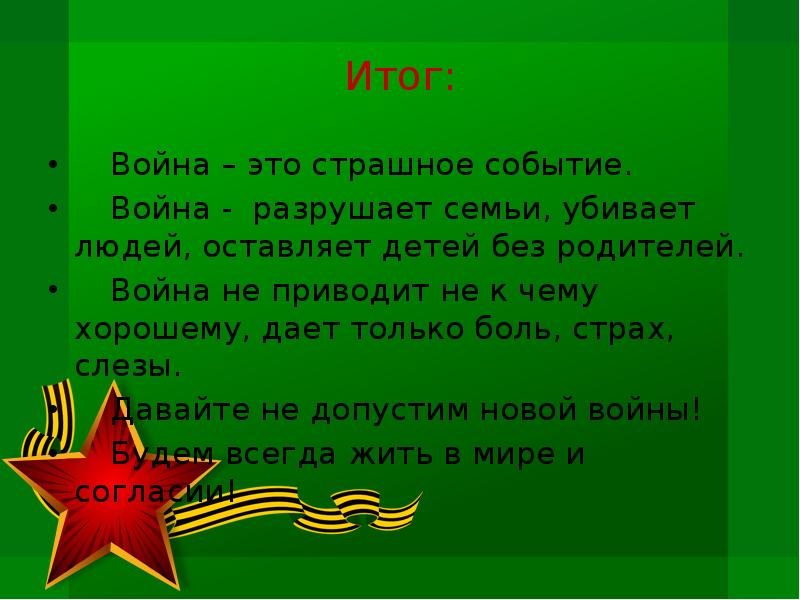 Итог:
• Война – это страшное событие.
• Война - разрушает семьи, убивает
людей, оставляет детей без родителей.
• Война не приводит не к чему
хорошему, дает только боль, страх,
слезы.
• Давайте не допустим новой войны!
• Будем всегда жить в мире и
согласии!